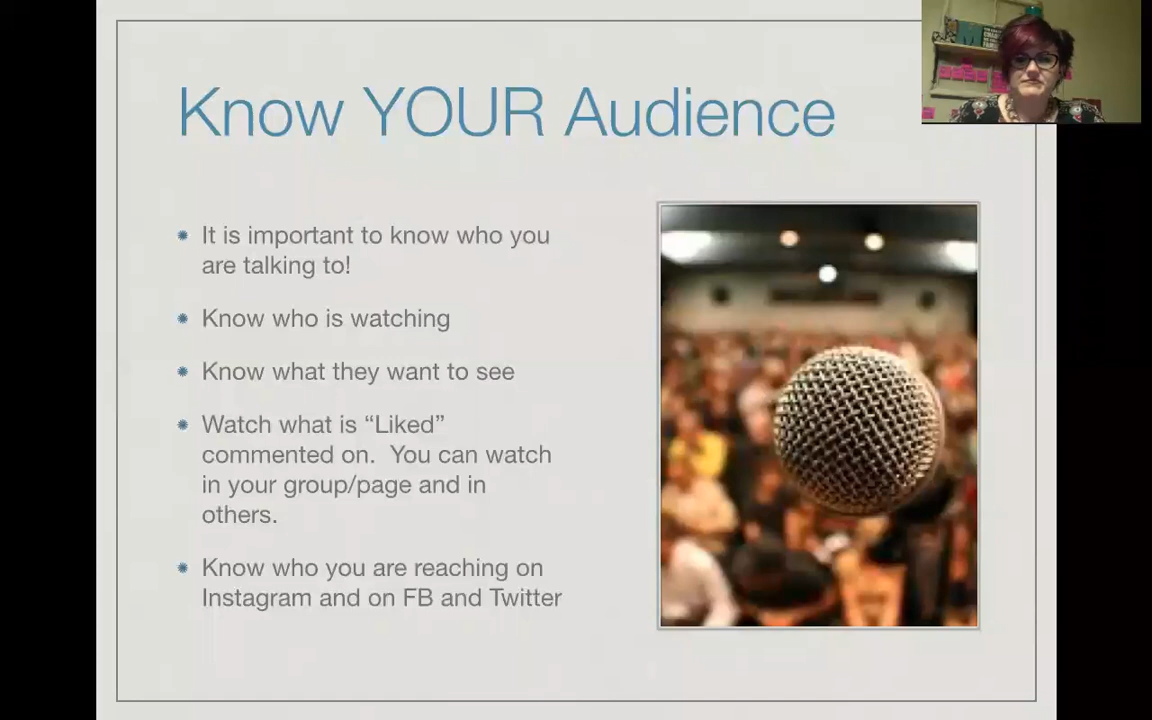 Know YOUR Audience
It is important to know who you
are talking to!
Know who is watching
Know what they want to see
Watch what is “Liked”
commented on.  You can watch
in your group/page and in
others.
Know who you are reaching on
Instagram and on FB and Twitter